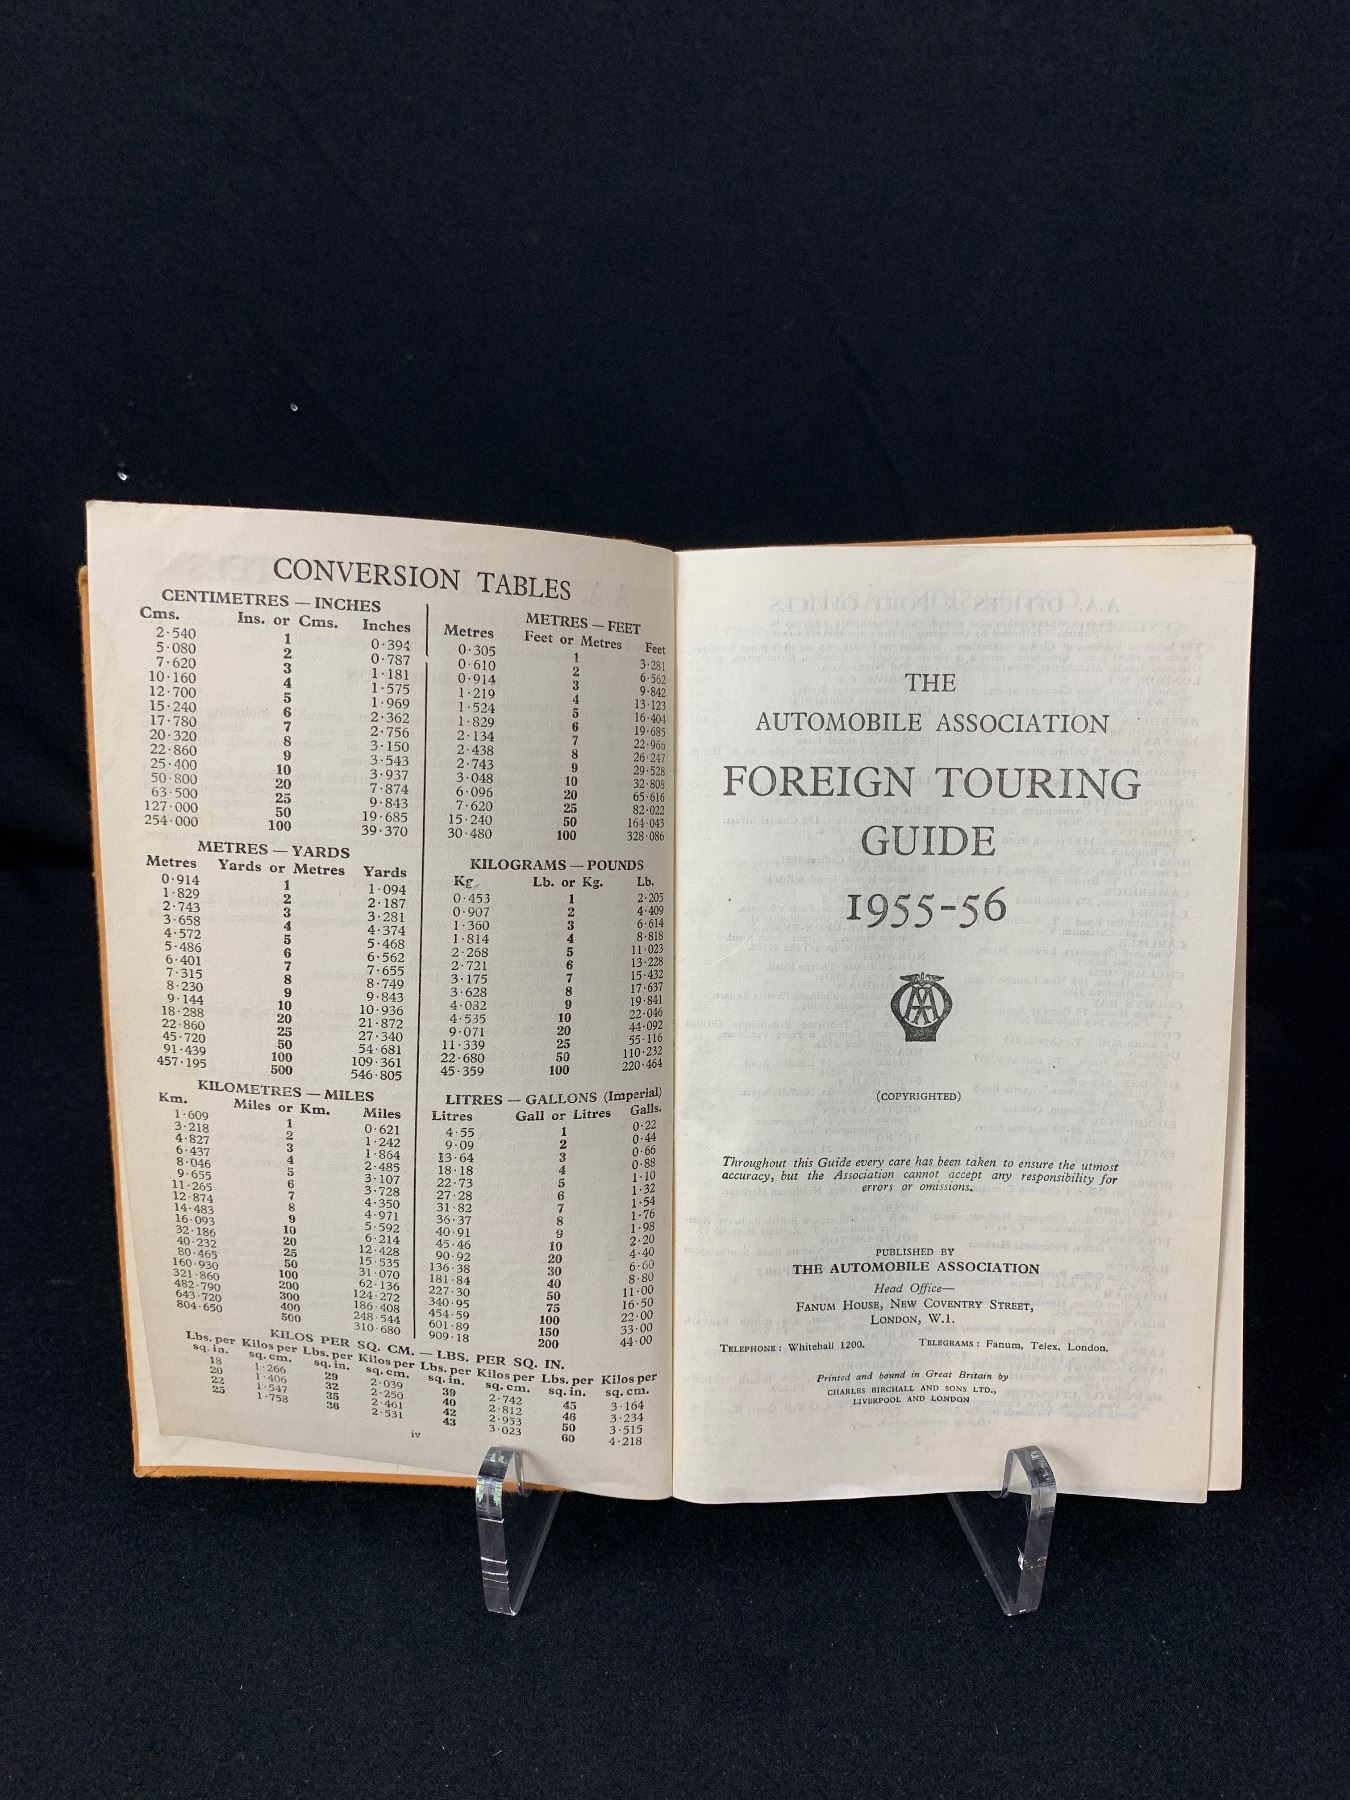 CONVERSION TABLES
CENTIMETRES — INCHES
Cms. Ins. or Cms. Inches
2·540 1 0·394
5·080 2 0·787
7·620 3 1·181
10·160 4 1·575
12·700 5 1·969
15·240 6 2·362
17·780 7 2·756
20·320 8 3·150
22·860 9 3·543
25·400 10 3·937
50·800 20 7·874
63·500 25 9·843
127·000 50 19·685
254·000 100 39·370
METRES — YARDS
Metres Yards or Metres Yards
0·914 1 1·094
1·829 2 2·187
2·743 3 3·281
3·658 4 4·374
4·572 5 5·468
5·486 6 6·562
6·401 7 7·655
7·315 8 8·749
8·230 9 9·843
9·144 10 10·936
18·288 20 21·872
22·860 25 27·340
45·720 50 54·681
91·439 100 109·361
457·195 500 546·805
KILOMETRES — MILES
Km. Miles or Km. Miles
1·609 1 0·621
3·218 2 1·242
4·827 3 1·864
6·437 4 2·485
8·046 5 3·107
9·655 6 3·728
11·265 7 4·350
12·874 8 4·971
14·483 9 5·592
16·093 10 6·214
32·186 20 12·428
40·232 25 15·535
80·465 50 31·070
160·930 100 62·136
321·860 200 124·272
482·790 300 186·408
643·720 400 248·544
804·650 500 310·680
METRES — FEET
Metres Feet or Metres Feet
0·305 1 3·281
0·610 2 6·562
0·914 3 9·842
1·219 4 13·123
1·524 5 16·404
1·829 6 19·685
2·134 7 22·966
2·438 8 26·247
2·743 9 29·528
3·048 10 32·808
6·096 20 65·616
7·620 25 82·022
15·240 50 164·043
30·480 100 328·086
KILOGRAMS — POUNDS
Kg Lb. or Kg. Lb.
0·453 1 2·205
0·907 2 4·409
1·360 3 6·614
1·814 4 8·818
2·268 5 11·023
2·721 6 13·228
3·175 7 15·432
3·628 8 17·637
4·082 9 19·841
4·535 10 22·046
9·071 20 44·092
11·339 25 55·116
22·680 50 110·232
45·359 100 220·464
LITRES — GALLONS (Imperial)
Litres Gall or Litres Galls.
4·55 1 0·22
9·09 2 0·44
13·64 3 0·66
18·18 4 0·88
22·73 5 1·10
27·28 6 1·32
31·82 7 1·54
36·37 8 1·76
40·91 9 1·98
45·46 10 2·20
90·92 20 4·40
136·38 30 6·60
181·84 40 8·80
227·30 50 11·00
340·95 75 16·50
454·59 100 22·00
601·89 150 33·00
909·18 200 44·00
KILOS PER SQ. CM. — LBS. PER SQ. IN.
Lbs. per Kilos per Lbs. per Kilos per Lbs. per Kilos per Lbs. per Kilos per
sq. in. sq. cm. sq. in. sq. cm. sq. in. sq. cm. sq. in. sq. cm.
18 1·266 29 2·039 39 2·742 45 3·164
20 1·406 32 2·250 40 2·812 46 3·234
22 1·547 35 2·461 42 2·953 50 3·515
25 1·758 36 2·531 43 3·023 60 4·218
iv
THE
AUTOMOBILE ASSOCIATION
FOREIGN TOURING
GUIDE
1955-56
AA
(COPYRIGHTED)
Throughout this Guide every care has been taken to ensure the utmost
accuracy, but the Association cannot accept any responsibility for
errors or omissions.
PUBLISHED BY
THE AUTOMOBILE ASSOCIATION
Head Office—
FANUM HOUSE, NEW COVENTRY STREET,
LONDON, W.1.
TELEPHONE: Whitehall 1200. TELEGRAMS: Fanum, Telex, London.
Printed and bound in Great Britain by
CHARLES BIRCHALL AND SONS LTD.,
LIVERPOOL AND LONDON